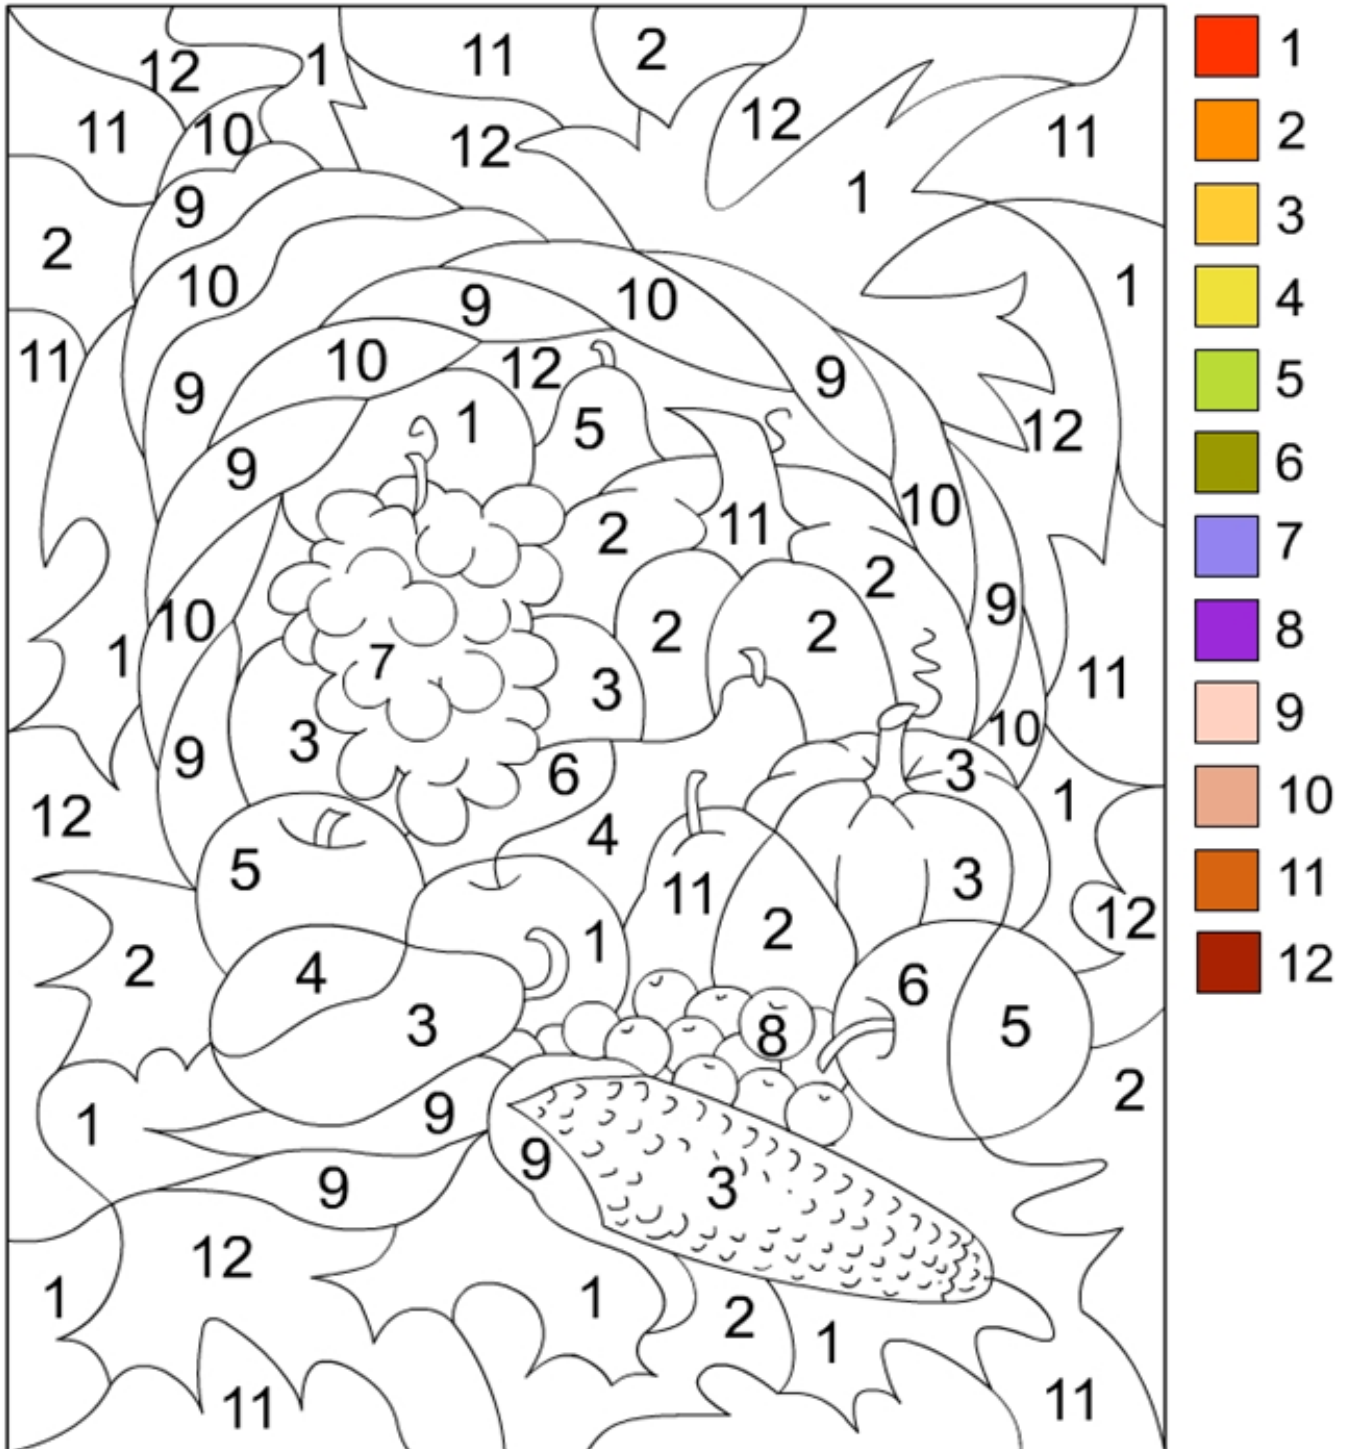 12 1 11 2 1
11 10 12 12 11 2
9 1
2 10 9 10 1 3
11 10 12 9 4
9 1 5 12 5
9 2 11 10 6
10 2 2 9 7
1 7 3 2 2 11 8
9 3 6 3 10 9
12 4 1 10
5 11 3 11
2 4 1 2 6 12 12
3 8 5
1 9 2
9 9 3
12
1 1 2 1
11 11